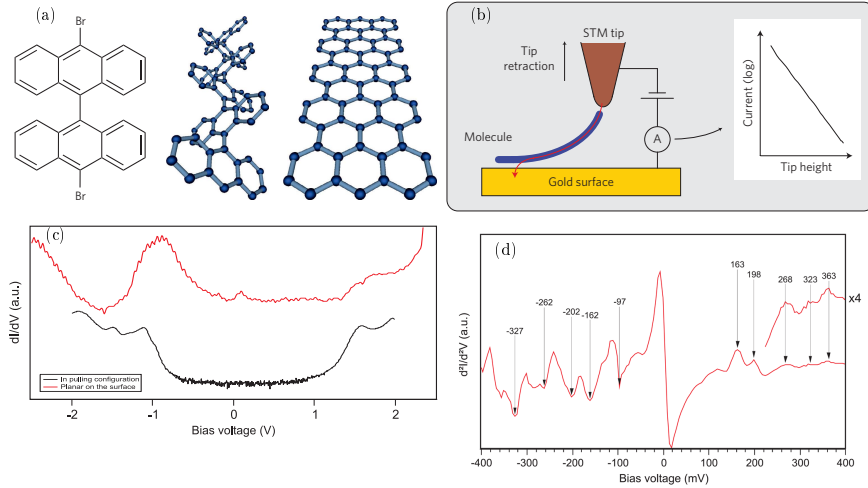 (a)
Br
Br
(b)
STM tip
Tip
retraction
Molecule
A
Gold surface
Current (log)
Tip height
(c)
dI/dV (a.u.)
In pulling configuration
Planar on the surface
-2
-1
0
1
2
Bias voltage (V)
(d)
d²I/d²V (a.u.)
-327
-262
-202
-162
-97
163
198
268
323
363
x4
-400
-300
-200
-100
0
100
200
300
400
Bias voltage (mV)